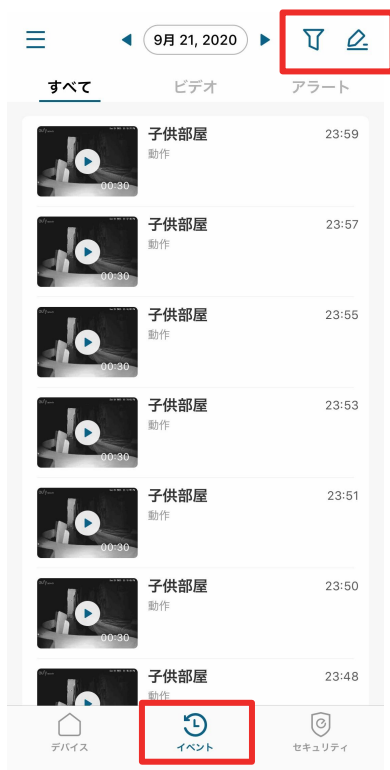 9月 21, 2020
すべて ビデオ アラート
子供部屋 23:59
動作
00:30
子供部屋 23:57
動作
00:30
子供部屋 23:55
動作
00:30
子供部屋 23:53
動作
00:30
子供部屋 23:51
動作
00:30
子供部屋 23:50
動作
00:30
子供部屋 23:48
動作
デバイス イベント セキュリティ